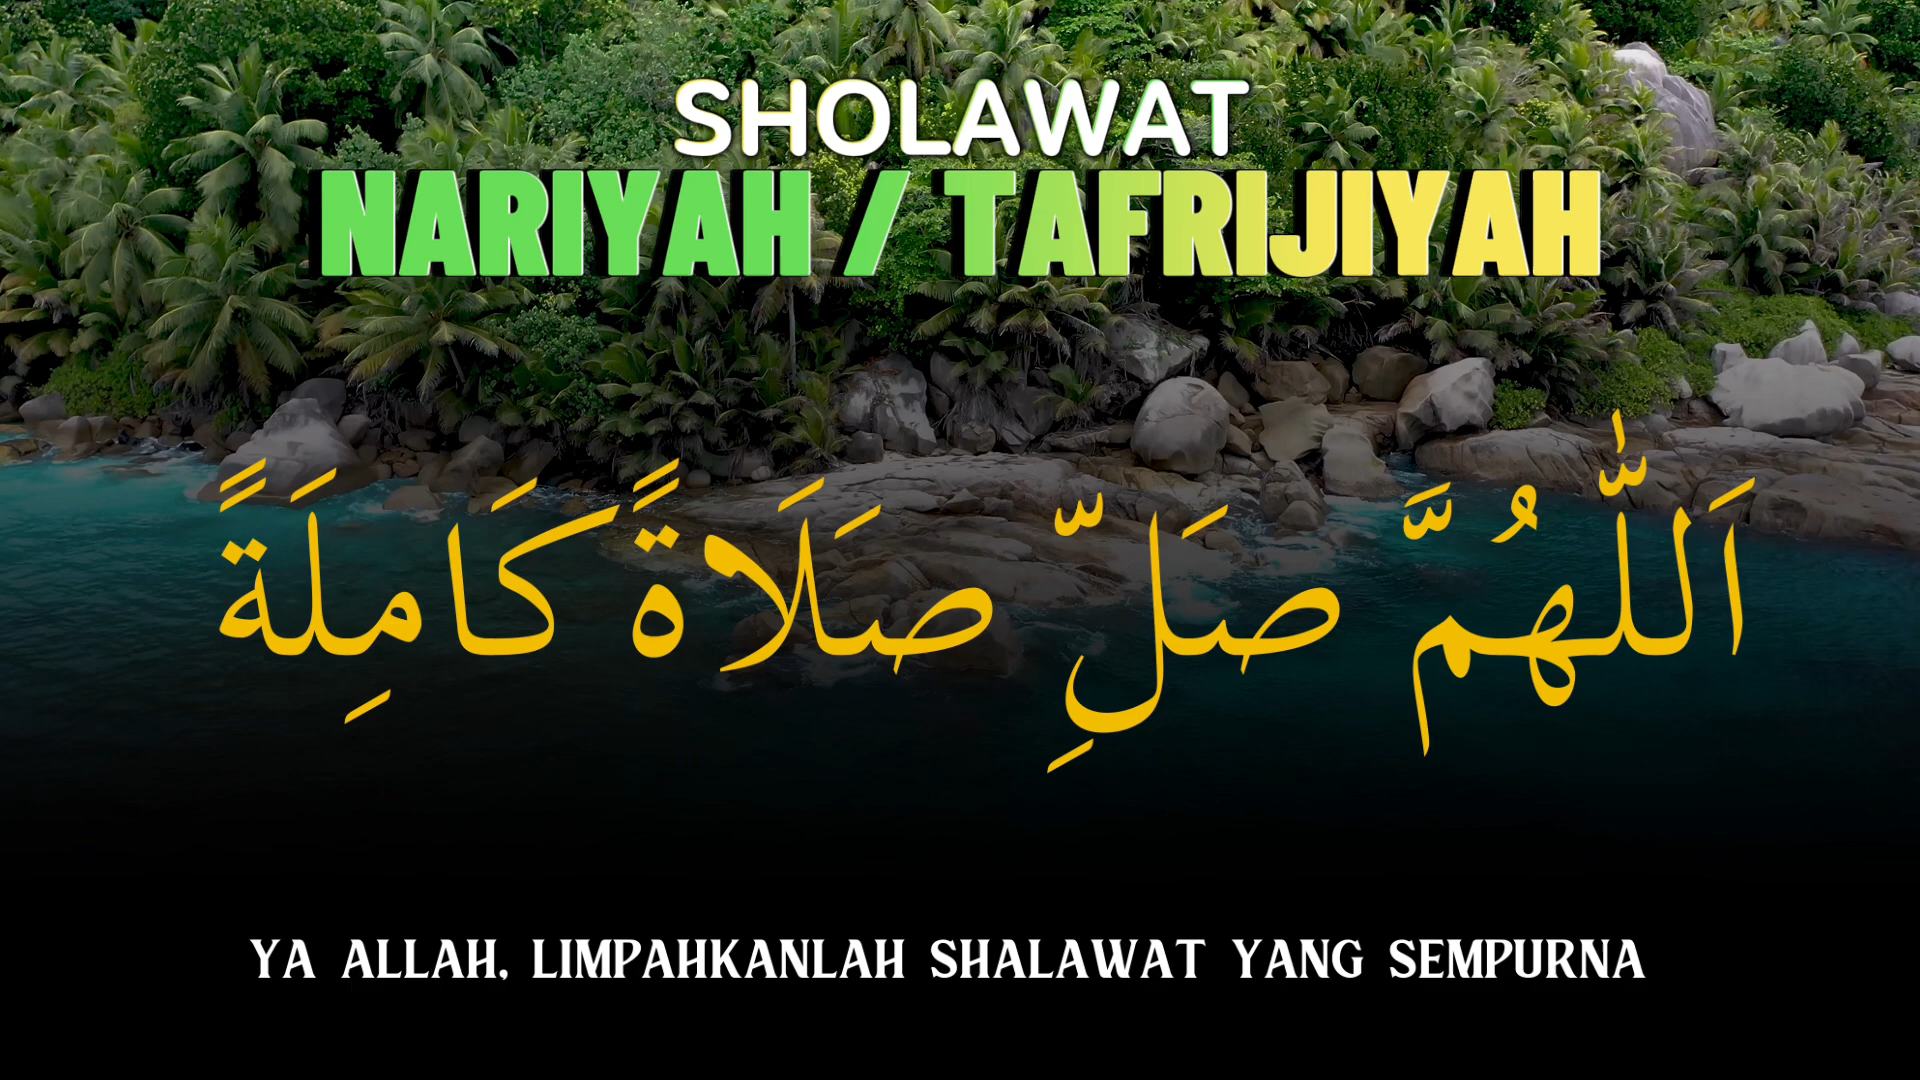 SHOLAWAT
NARIYAH / TAFRIJIYAH
اَللّٰهُمَّ صَلِّ صَلَاةً كَامِلَةً
YA ALLAH, LIMPAHKANLAH SHALAWAT YANG SEMPURNA